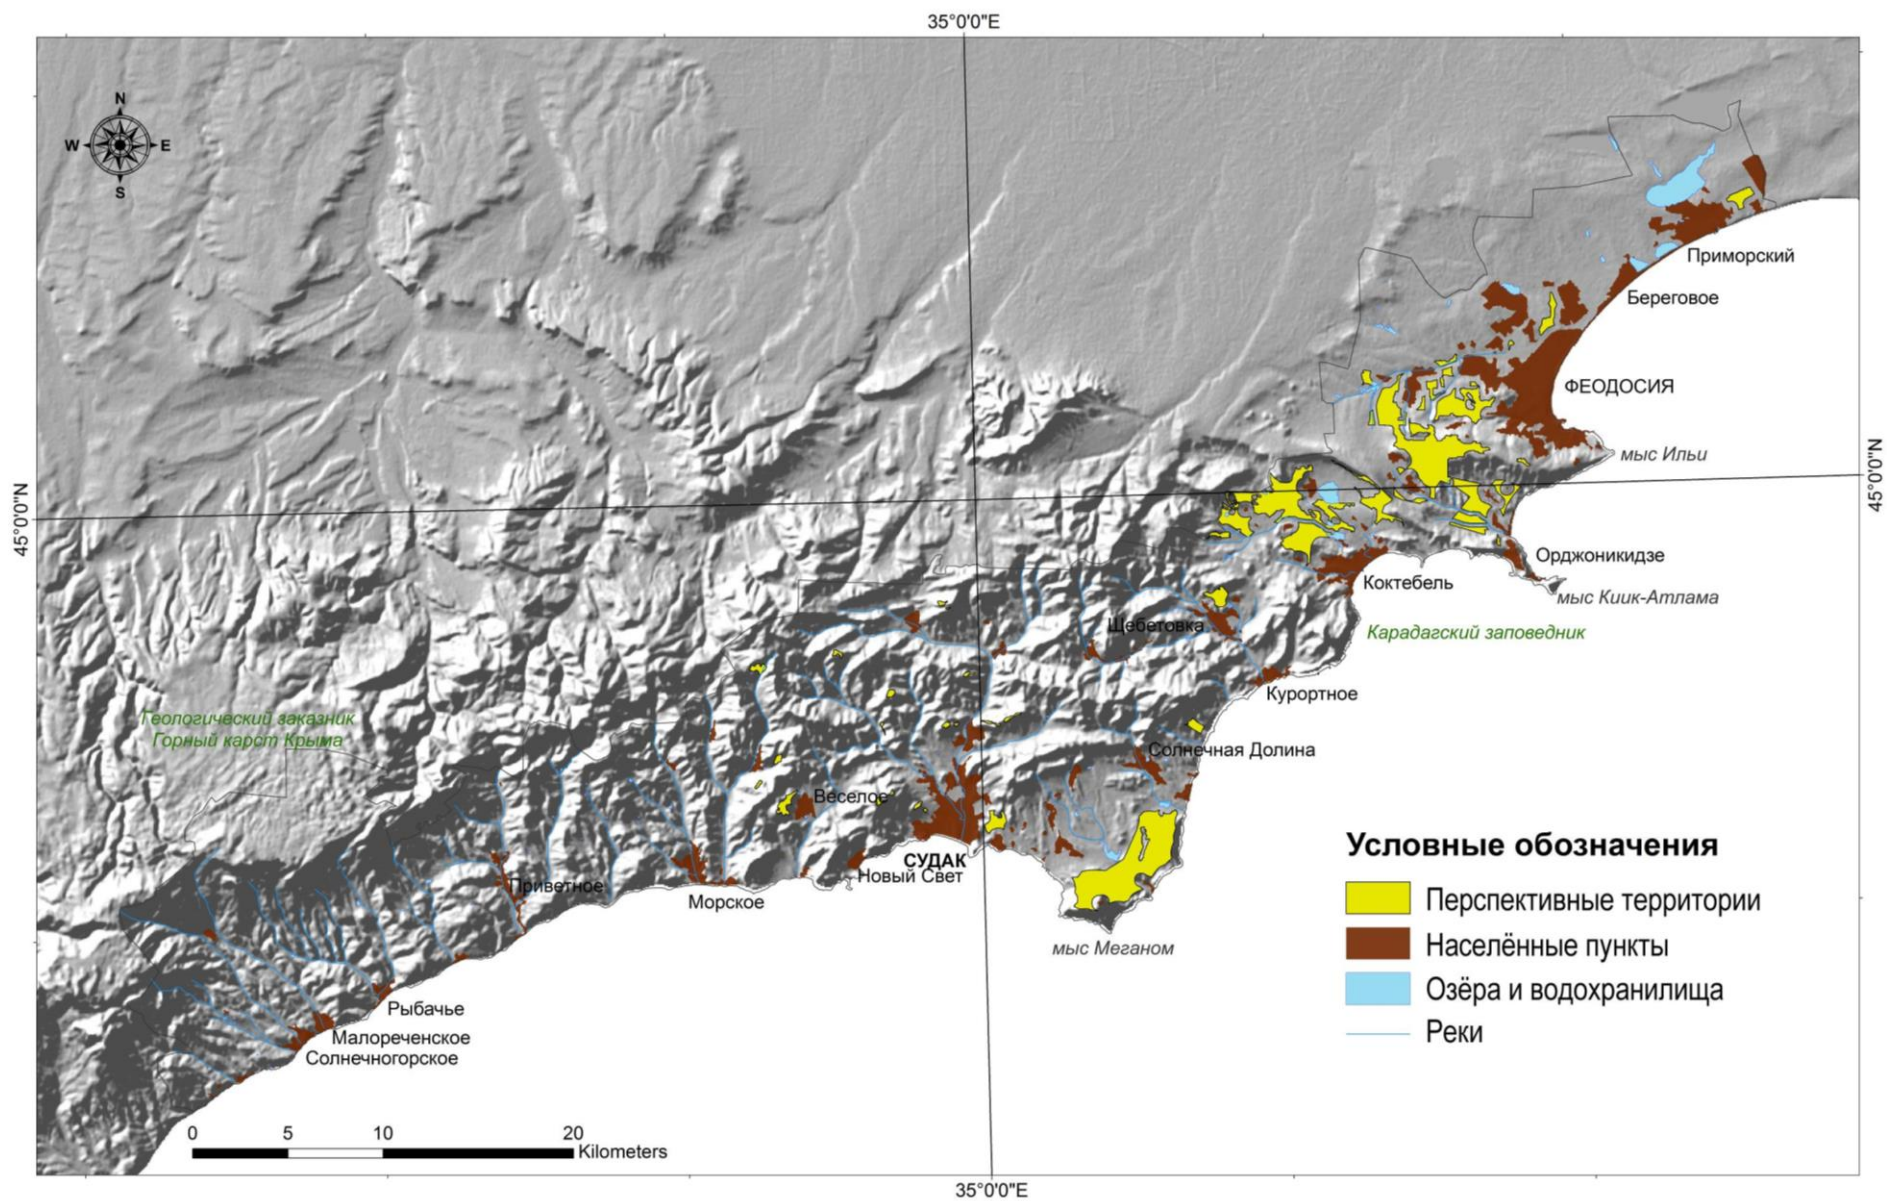 35°0'0"E
N
W
E
S
Приморский
Береговое
ФЕОДОСИЯ
мыс Ильи
45°0'0"N
45°0'0"N
Орджоникидзе
Коктебель
мыс Киик-Атлама
Щебетовка
Карадагский заповедник
Курортное
Геологический заказник
Горный карст Крыма
Солнечная Долина
Веселое
СУДАК
Новый Свет
Приветное
Морское
мыс Меганом
Рыбачье
Малореченское
Солнечногорское
Условные обозначения
Перспективные территории
Населённые пункты
Озёра и водохранилища
Реки
0 5 10 20
Kilometers
35°0'0"E